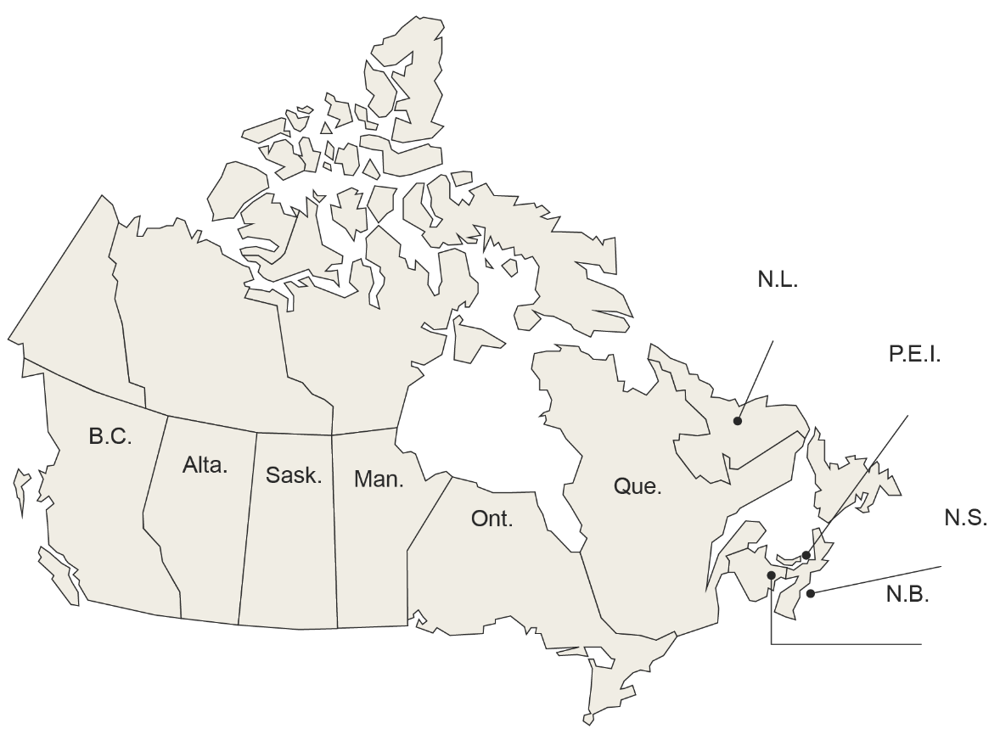 N.L.
P.E.I.
B.C.
Alta.
Sask.
Man.
Que.
Ont.
N.S.
N.B.